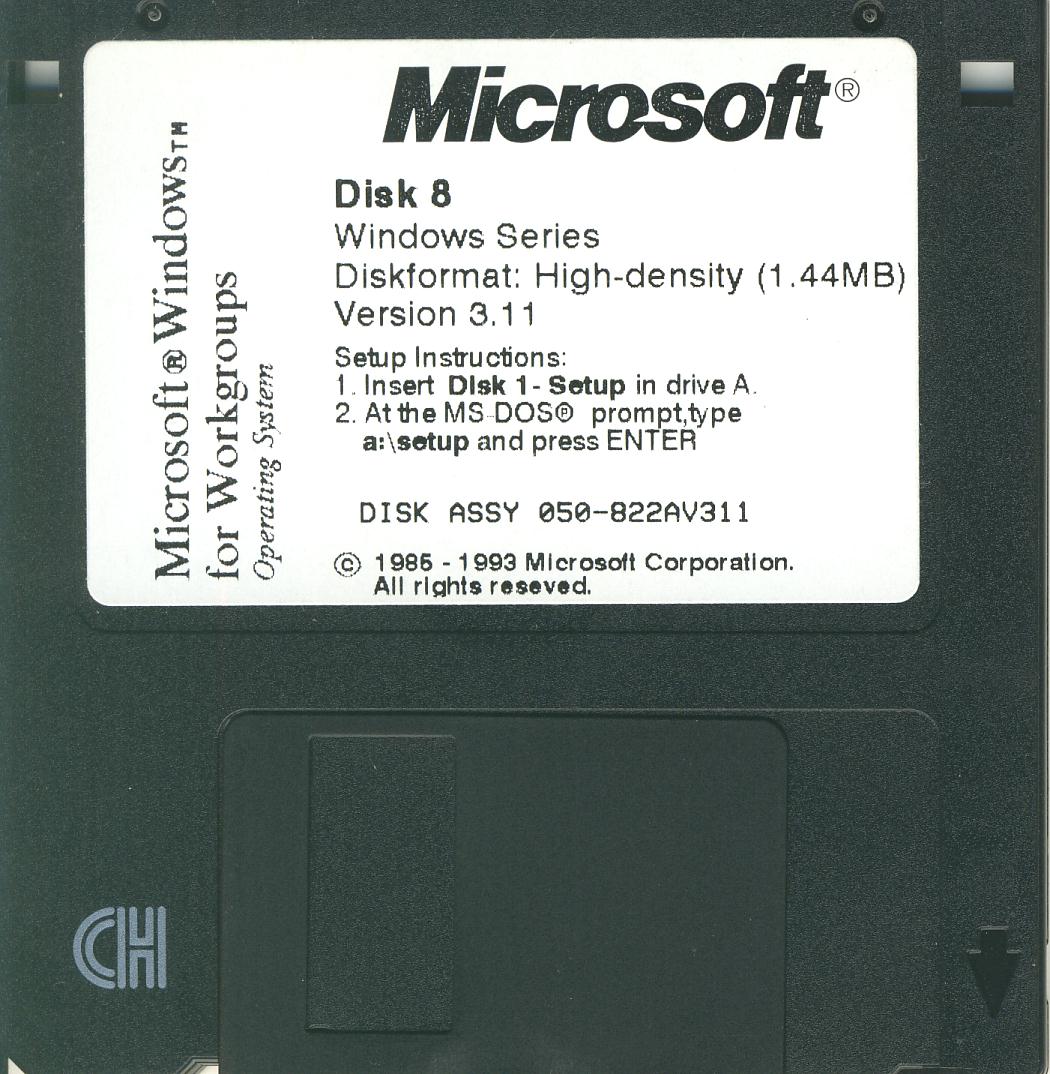 Microsoft®
Disk 8
Windows Series
Diskformat: High-density (1.44MB)
Version 3.11
Setup Instructions:
1. Insert Disk 1- Setup in drive A.
2. At the MS-DOS® prompt,type
a:\setup and press ENTER
DISK ASSY 050-822AV311
© 1985 - 1993 Microsoft Corporation.
All rights reseved.
Microsoft® Windows™
for Workgroups
Operating System
CH